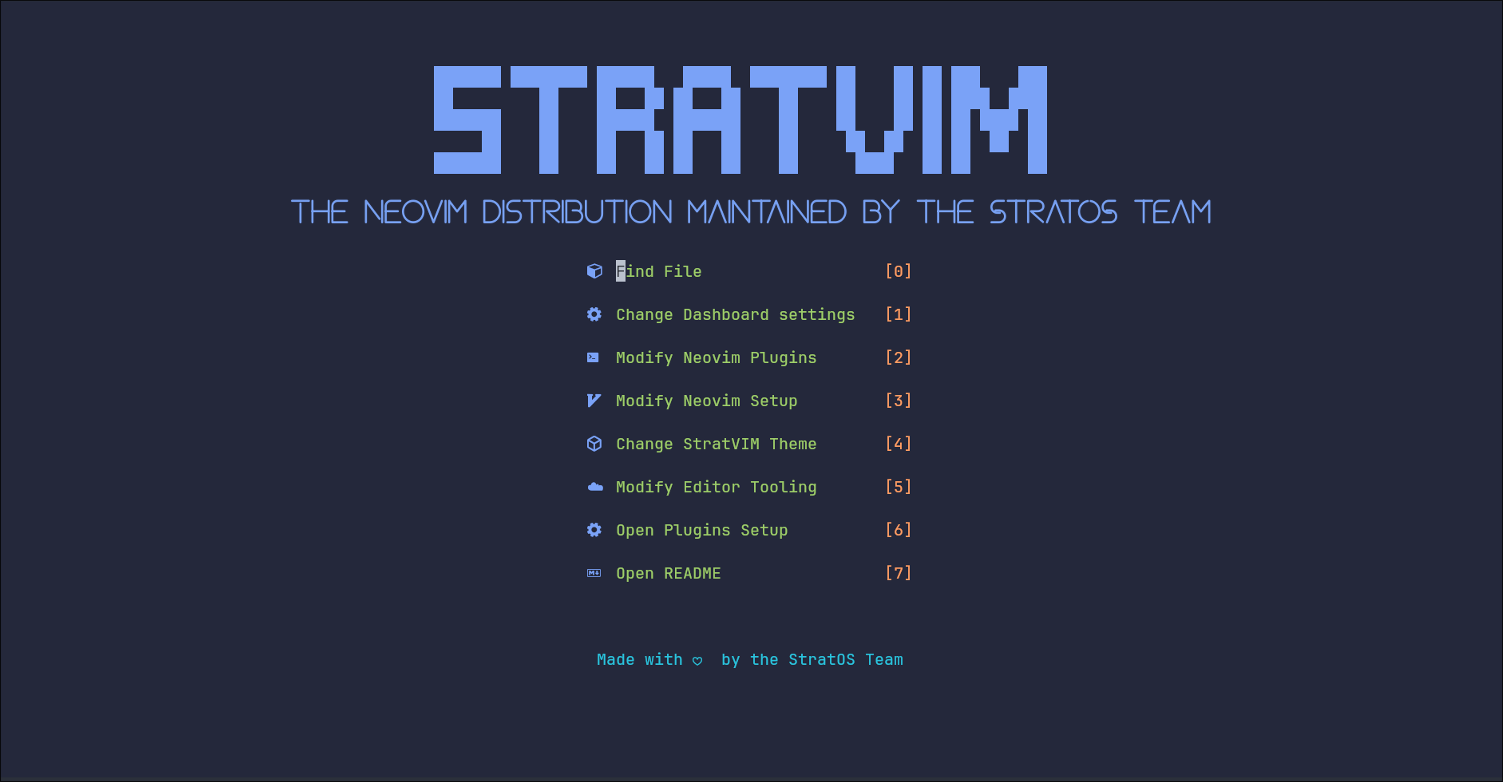 STRATVIM
THE NEOVIM DISTRIBUTION MAINTAINED BY THE STRATOS TEAM
Find File [0]
Change Dashboard settings [1]
Modify Neovim Plugins [2]
Modify Neovim Setup [3]
Change StratVIM Theme [4]
Modify Editor Tooling [5]
Open Plugins Setup [6]
Open README [7]
Made with ♡ by the StratOS Team